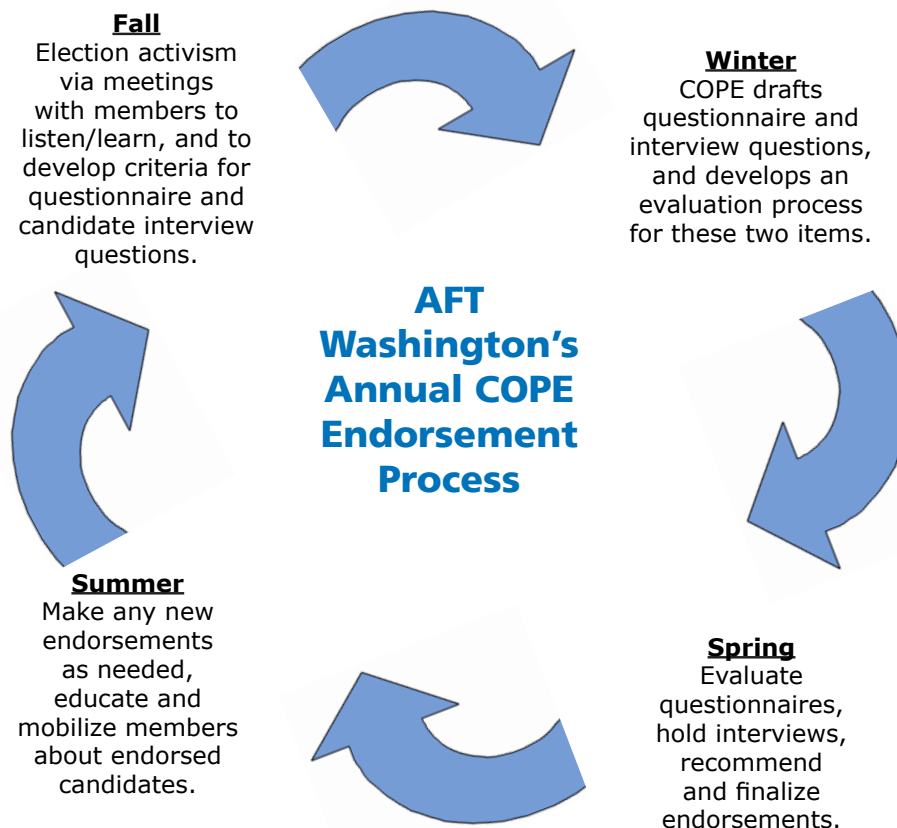 Fall
Election activism
via meetings
with members to
listen/learn, and to
develop criteria for
questionnaire and
candidate interview
questions.
Winter
COPE drafts
questionnaire and
interview questions,
and develops an
evaluation process
for these two items.
AFT
Washington’s
Annual COPE
Endorsement
Process
Summer
Make any new
endorsements
as needed,
educate and
mobilize members
about endorsed
candidates.
Spring
Evaluate
questionnaires,
hold interviews,
recommend
and finalize
endorsements.